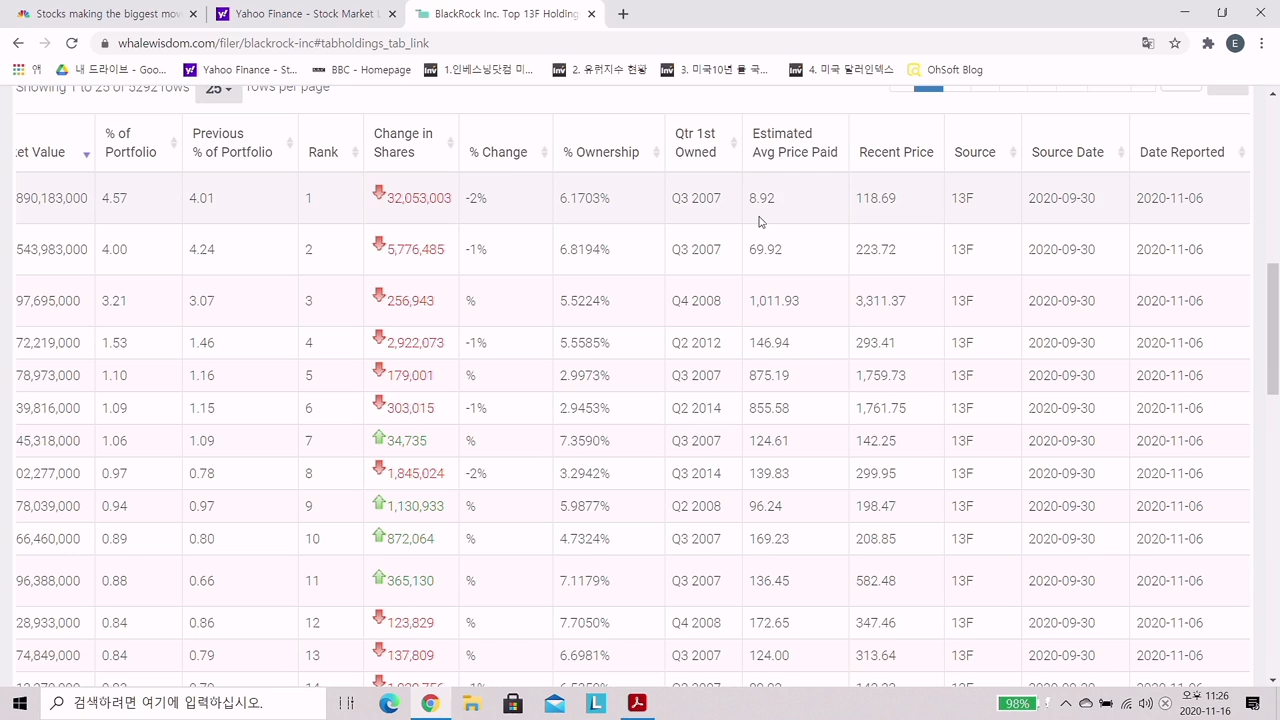 Stocks making the biggest mov
Yahoo Finance - Stock Market L
BlackRock Inc. Top 13F Holding
whalewisdom.com/filer/blackrock-inc#tabholdings_tab_link
E
앱 내 드라이브 - Goo... Yahoo Finance - St... BBC - Homepage 1.인베스닝닷컴 미... 2. 유퀴지수 현황 3. 미국10년 률 국... 4. 미국 달러인덱스 OhSoft Blog
Showing 1 to 25 of 5292 rows 25 rows per page
et Value % of Portfolio Previous % of Portfolio Rank Change in Shares % Change % Ownership Qtr 1st Owned Estimated Avg Price Paid Recent Price Source Source Date Date Reported
890,183,000 4.57 4.01 1 32,053,003 -2% 6.1703% Q3 2007 8.92 118.69 13F 2020-09-30 2020-11-06
543,983,000 4.00 4.24 2 5,776,485 -1% 6.8194% Q3 2007 69.92 223.72 13F 2020-09-30 2020-11-06
97,695,000 3.21 3.07 3 256,943 % 5.5224% Q4 2008 1,011.93 3,311.37 13F 2020-09-30 2020-11-06
72,219,000 1.53 1.46 4 2,922,073 -1% 5.5585% Q2 2012 146.94 293.41 13F 2020-09-30 2020-11-06
78,973,000 1.10 1.16 5 179,001 % 2.9973% Q3 2007 875.19 1,759.73 13F 2020-09-30 2020-11-06
39,816,000 1.09 1.15 6 303,015 -1% 2.9453% Q2 2014 855.58 1,761.75 13F 2020-09-30 2020-11-06
45,318,000 1.06 1.09 7 34,735 % 7.3590% Q3 2007 124.61 142.25 13F 2020-09-30 2020-11-06
02,277,000 0.97 0.78 8 1,845,024 -2% 3.2942% Q3 2014 139.83 299.95 13F 2020-09-30 2020-11-06
78,039,000 0.94 0.97 9 1,130,933 % 5.9877% Q2 2008 96.24 198.47 13F 2020-09-30 2020-11-06
66,460,000 0.89 0.80 10 872,064 % 4.7324% Q3 2007 169.23 208.85 13F 2020-09-30 2020-11-06
96,388,000 0.88 0.66 11 365,130 % 7.1179% Q3 2007 136.45 582.48 13F 2020-09-30 2020-11-06
28,933,000 0.84 0.86 12 123,829 % 7.7050% Q4 2008 172.65 347.46 13F 2020-09-30 2020-11-06
74,849,000 0.84 0.79 13 137,809 % 6.6981% Q3 2007 124.00 313.64 13F 2020-09-30 2020-11-06
검색하려면 여기에 입력하십시오.
98%
오후 11:26
2020-11-16